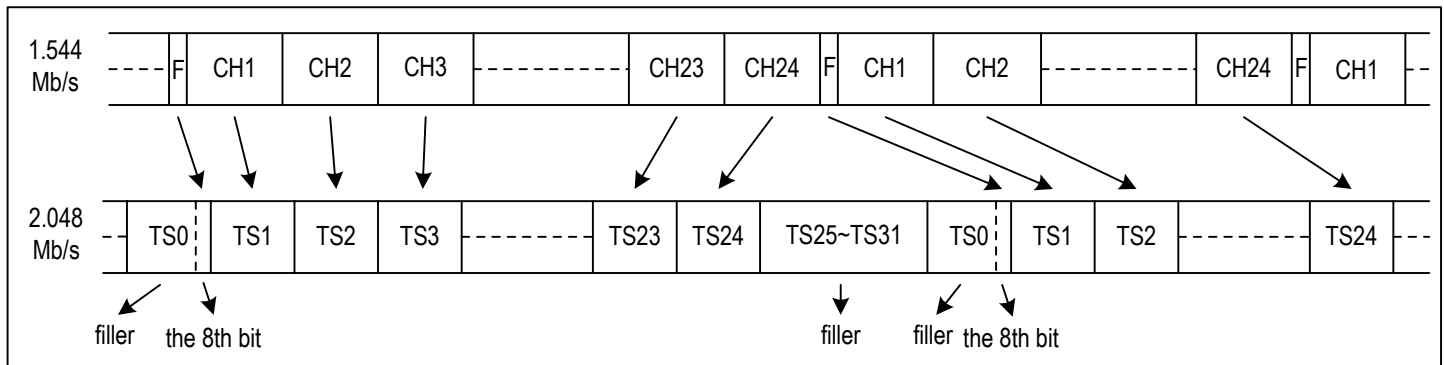 1.544
Mb/s
F CH1 CH2 CH3 CH23 CH24 F CH1 CH2 CH24 F CH1
2.048
Mb/s
TS0 TS1 TS2 TS3 TS23 TS24 TS25~TS31 TS0 TS1 TS2 TS24
filler the 8th bit filler filler the 8th bit